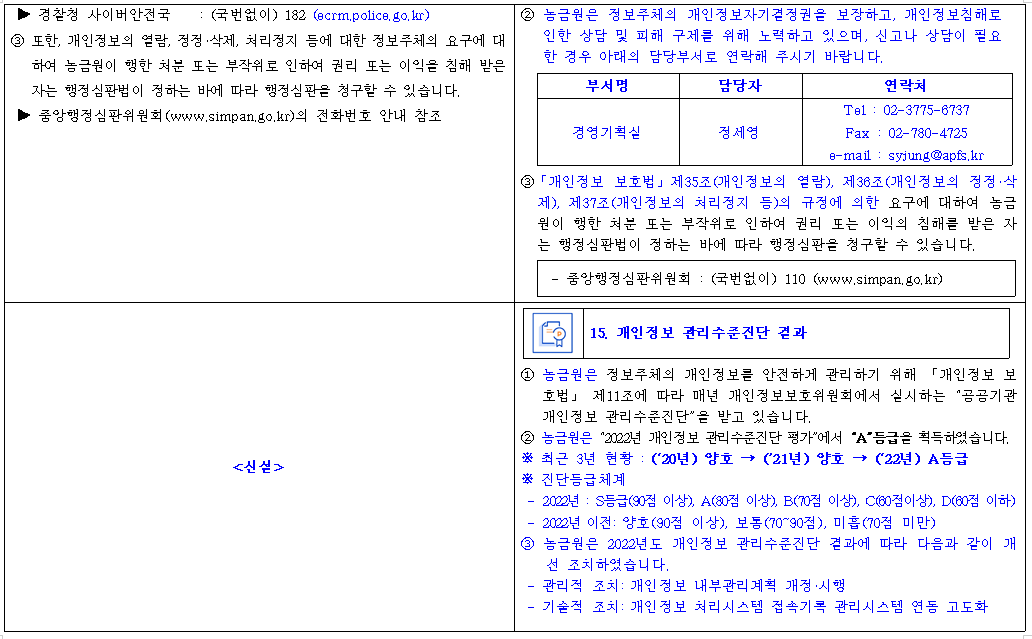 ▶ 경찰청 사이버안전국 : (국번없이) 182 (ecrm.police.go.kr)
③ 또한, 개인정보의 열람, 정정·삭제, 처리정지 등에 대한 정보주체의 요구에 대
하여 농금원이 행한 처분 또는 부작위로 인하여 권리 또는 이익을 침해 받은
자는 행정심판법이 정하는 바에 따라 행정심판을 청구할 수 있습니다.
▶ 중앙행정심판위원회(www.simpan.go.kr)의 전화번호 안내 참조
② 농금원은 정보주체의 개인정보자기결정권을 보장하고, 개인정보침해로
인한 상담 및 피해 구제를 위해 노력하고 있으며, 신고나 상담이 필요
한 경우 아래의 담당부서로 연락해 주시기 바랍니다.
부서명 담당자 연락처
경영기획실 정세영
Tel : 02-3775-6737
Fax : 02-780-4725
e-mail : syjung@apfs.kr
③「개인정보 보호법」제35조(개인정보의 열람), 제36조(개인정보의 정정·삭
제), 제37조(개인정보의 처리정지 등)의 규정에 의한 요구에 대하여 농금
원이 행한 처분 또는 부작위로 인하여 권리 또는 이익의 침해를 받은 자
는 행정심판법이 정하는 바에 따라 행정심판을 청구할 수 있습니다.
- 중앙행정심판위원회 : (국번없이) 110 (www.simpan.go.kr)
<신설>
15. 개인정보 관리수준진단 결과
① 농금원은 정보주체의 개인정보를 안전하게 관리하기 위해 「개인정보 보
호법」 제11조에 따라 매년 개인정보보호위원회에서 실시하는 “공공기관
개인정보 관리수준진단”을 받고 있습니다.
② 농금원은 “2022년 개인정보 관리수준진단 평가”에서 “A”등급을 획득하였습니다.
※ 최근 3년 현황 : (‘20년) 양호 → (’21년) 양호 → (‘22년) A등급
※ 진단등급체계
- 2022년 : S등급(90점 이상), A(80점 이상), B(70점 이상), C(60점이상), D(60점 이하)
- 2022년 이전: 양호(90점 이상), 보통(70~90점), 미흡(70점 미만)
③ 농금원은 2022년도 개인정보 관리수준진단 결과에 따라 다음과 같이 개
선 조치하였습니다.
- 관리적 조치: 개인정보 내부관리계획 개정·시행
- 기술적 조치: 개인정보 처리시스템 접속기록 관리시스템 연동 고도화